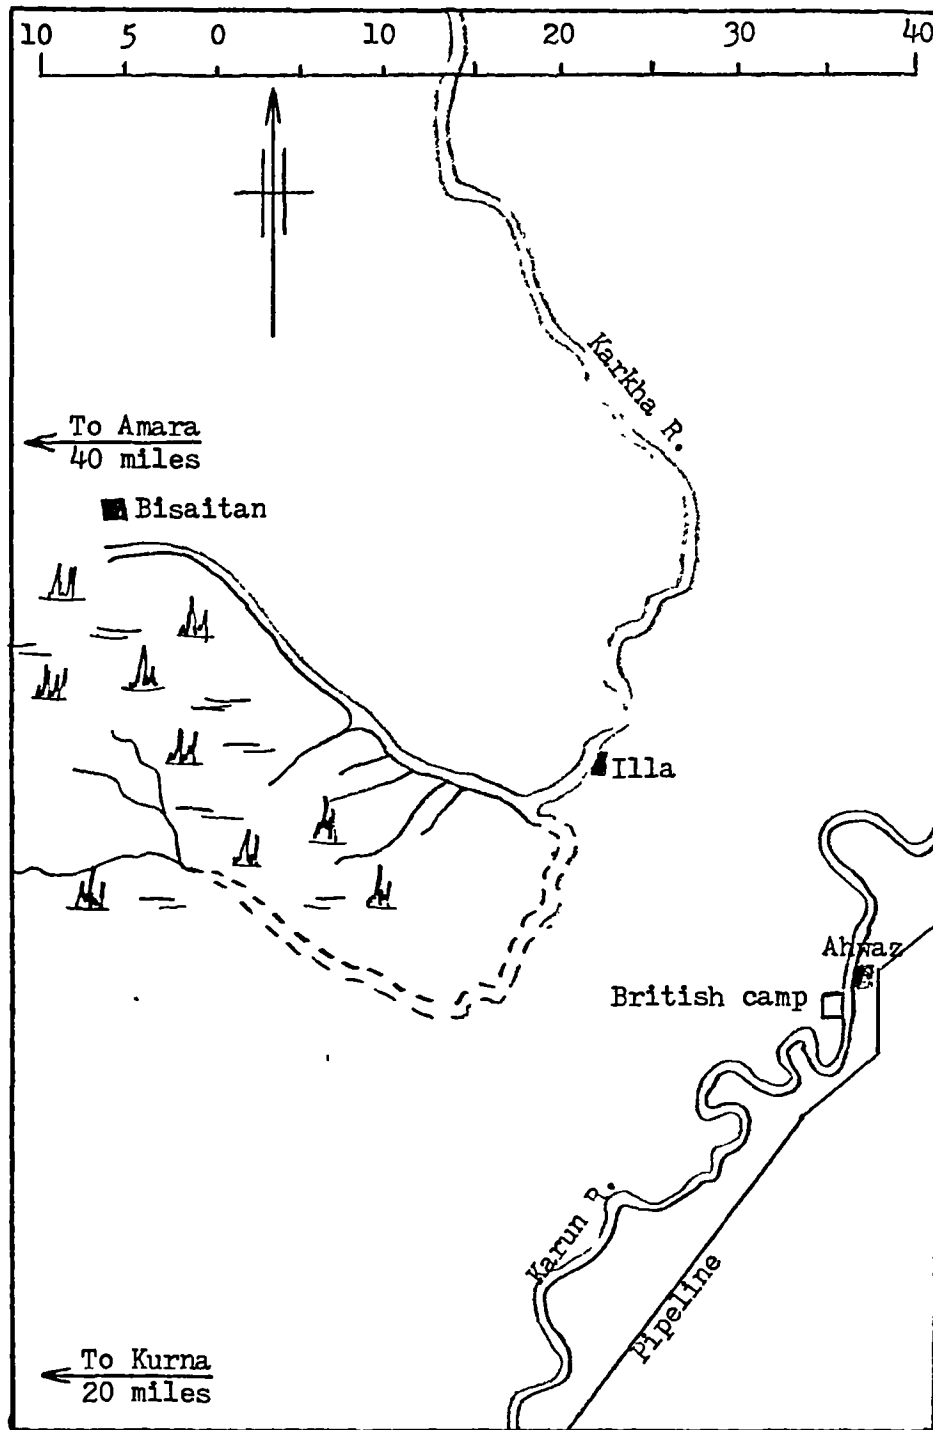 10 5 0 10 20 30 40
Karkha R.
To Amara
40 miles
Bisaitan
Illa
Ahwaz
British camp
Karun R.
Pipeline
To Kurna
20 miles